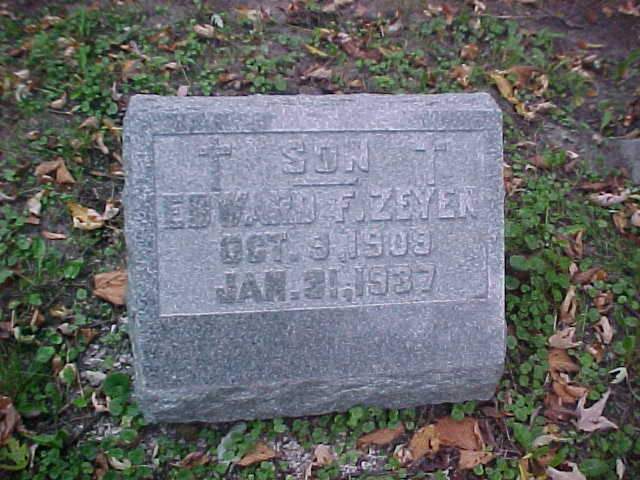 SON
EDWARD F. ZEYEN
OCT. 3, 1909
JAN. 21, 1937